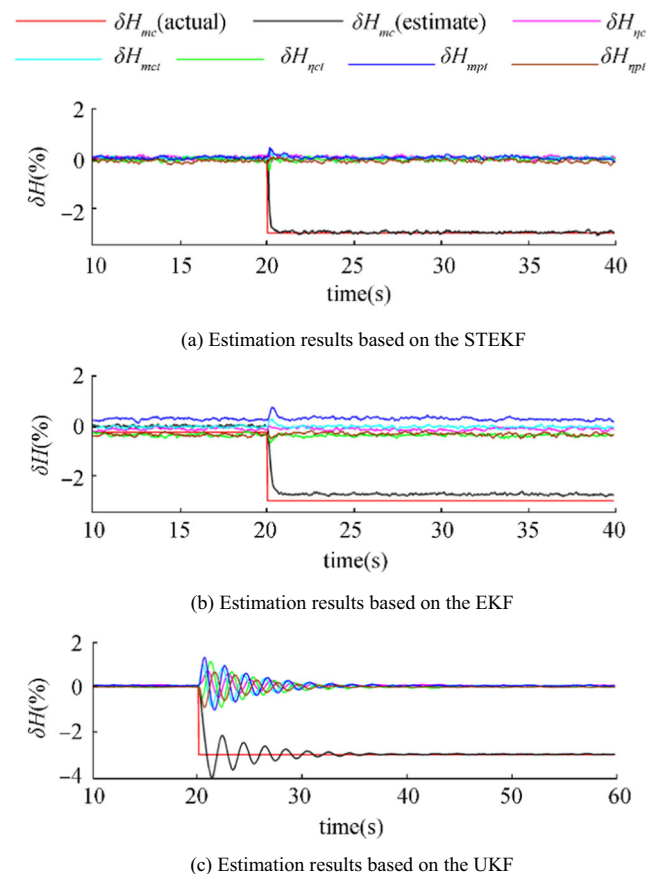 δH_mc(actual) δH_mc(estimate) δH_ηc
δH_mct δH_ηct δH_mpt δH_ηpt
2
0
−2
δH(%)
10 15 20 25 30 35 40
time(s)
(a) Estimation results based on the STEKF
2
0
−2
δH(%)
10 15 20 25 30 35 40
time(s)
(b) Estimation results based on the EKF
2
0
−2
−4
δH(%)
10 20 30 40 50 60
time(s)
(c) Estimation results based on the UKF